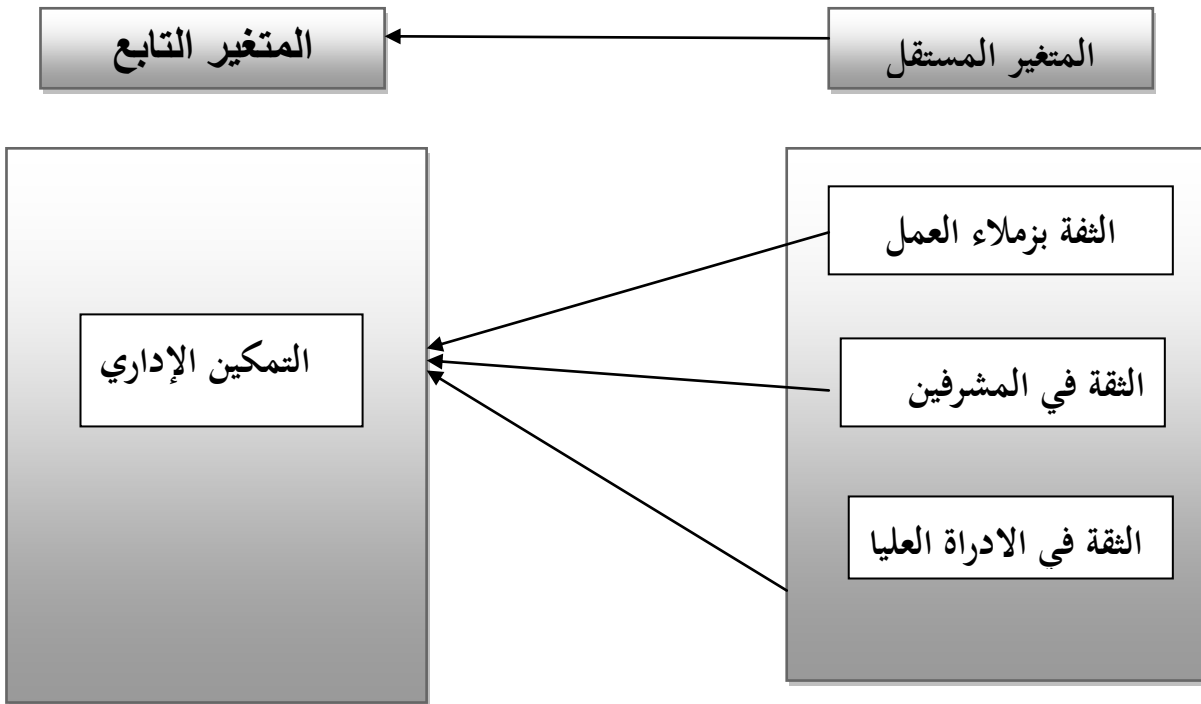 المتغير المستقل
المتغير التابع
الثفة بزملاء العمل
الثقة في المشرفين
الثقة في الادراة العليا
التمكين الإداري